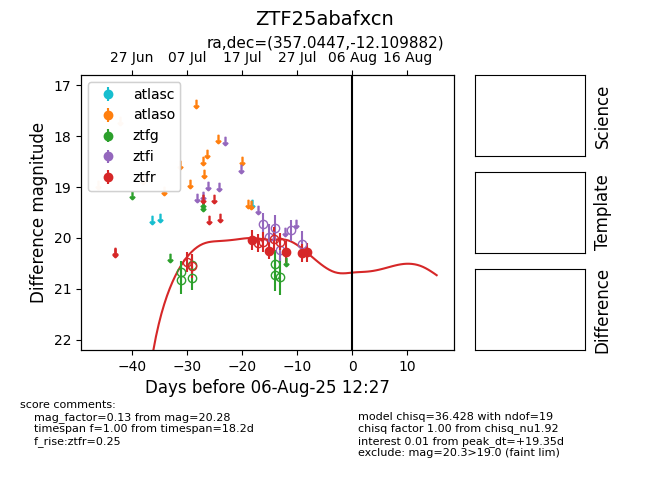 ZTF25abafxcn
ra,dec=(357.0447,-12.109882)
27 Jun 07 Jul 17 Jul 27 Jul 06 Aug 16 Aug
17
18
19
20
21
22
Difference magnitude
atlasc
atlaso
ztfg
ztfi
ztfr
Science
Template
Difference
−40 −30 −20 −10 0 10
Days before 06-Aug-25 12:27
score comments:
mag_factor=0.13 from mag=20.28
timespan f=1.00 from timespan=18.2d
f_rise:ztfr=0.25
model chisq=36.428 with ndof=19
chisq factor 1.00 from chisq_nu1.92
interest 0.01 from peak_dt=+19.35d
exclude: mag=20.3>19.0 (faint lim)